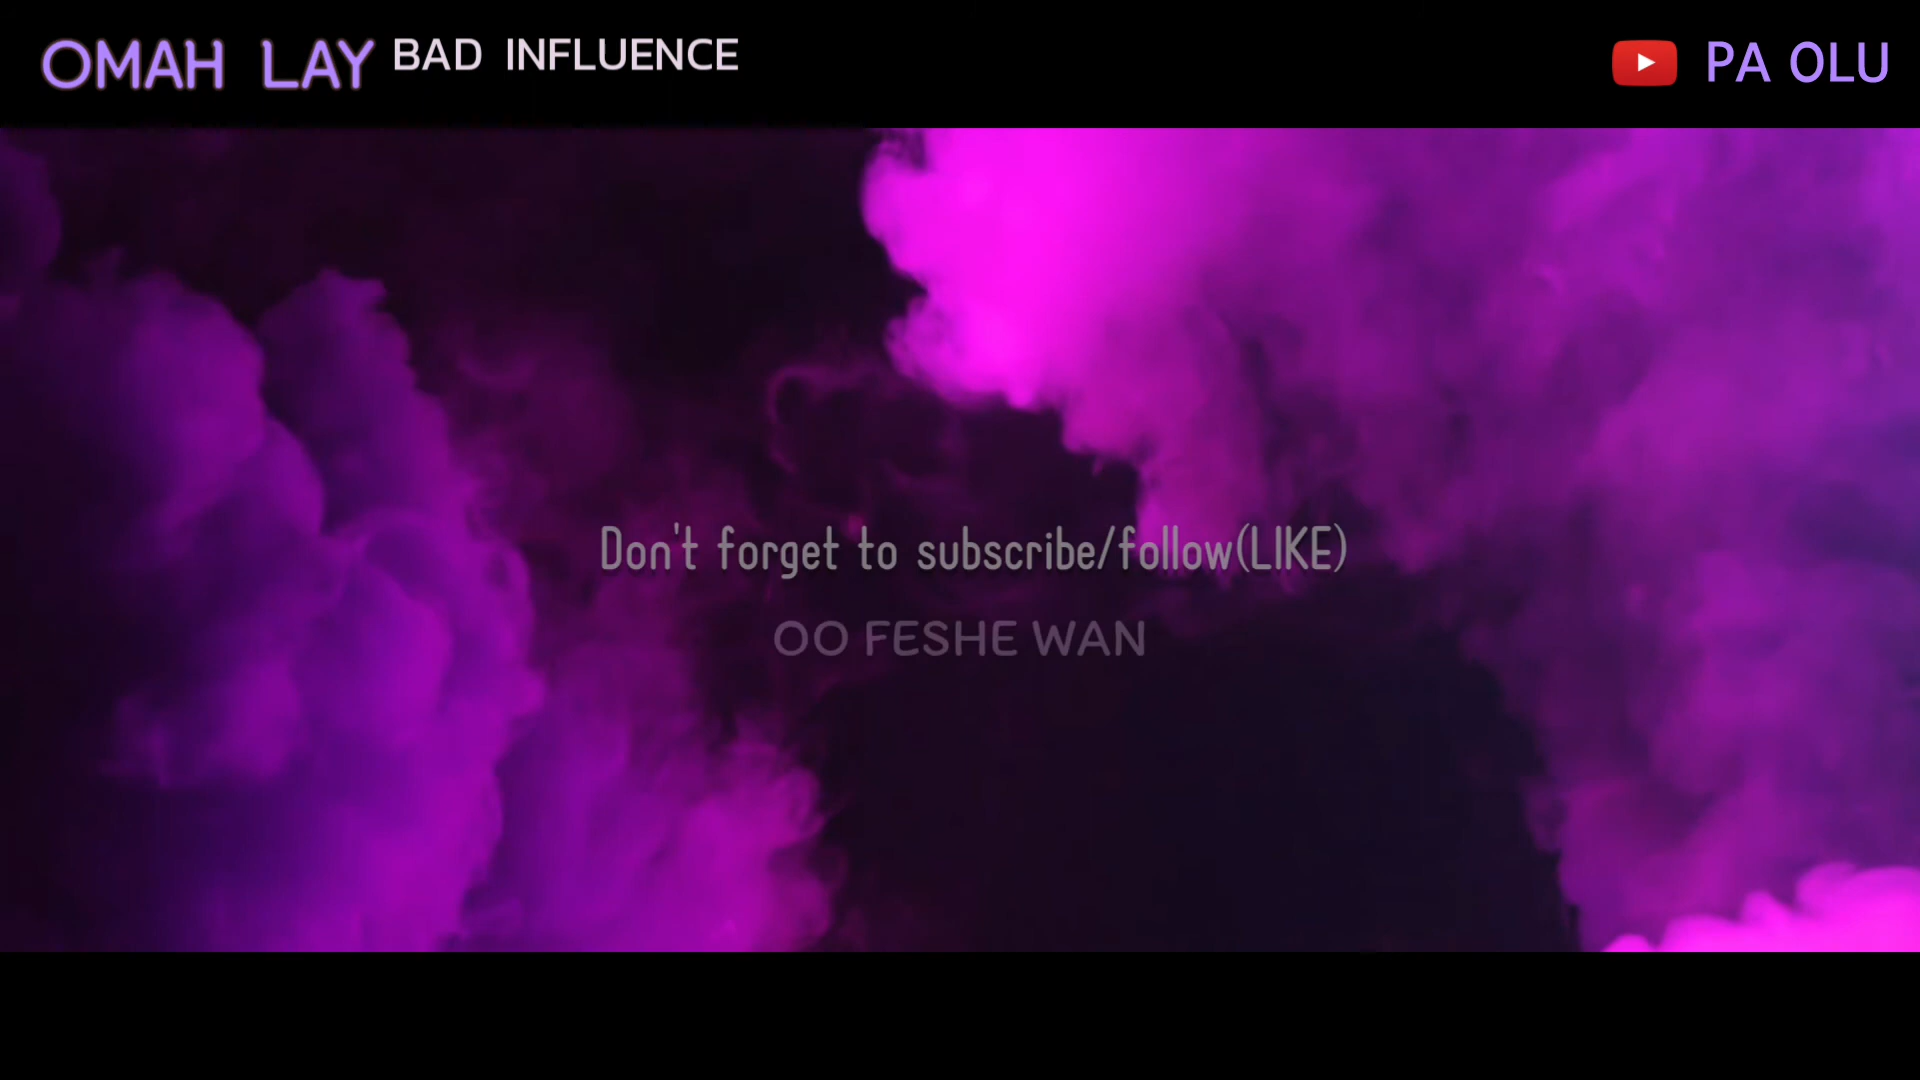 OMAH LAY BAD INFLUENCE
PA OLU
Don't forget to subscribe/follow(LIKE)
OO FESHE WAN